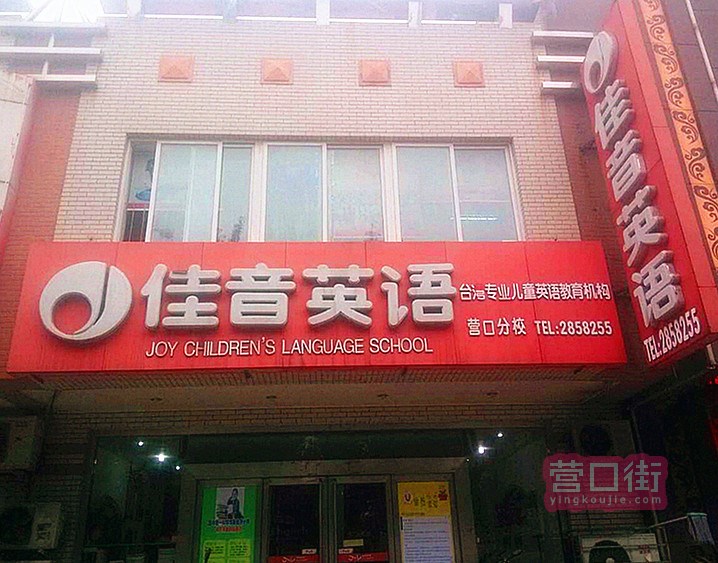 佳音英语
台湾专业儿童英语教育机构
营口分校 TEL:2858255
JOY CHILDREN'S LANGUAGE SCHOOL
佳音英语
TEL:2858255
营口街
yingkoujie.com